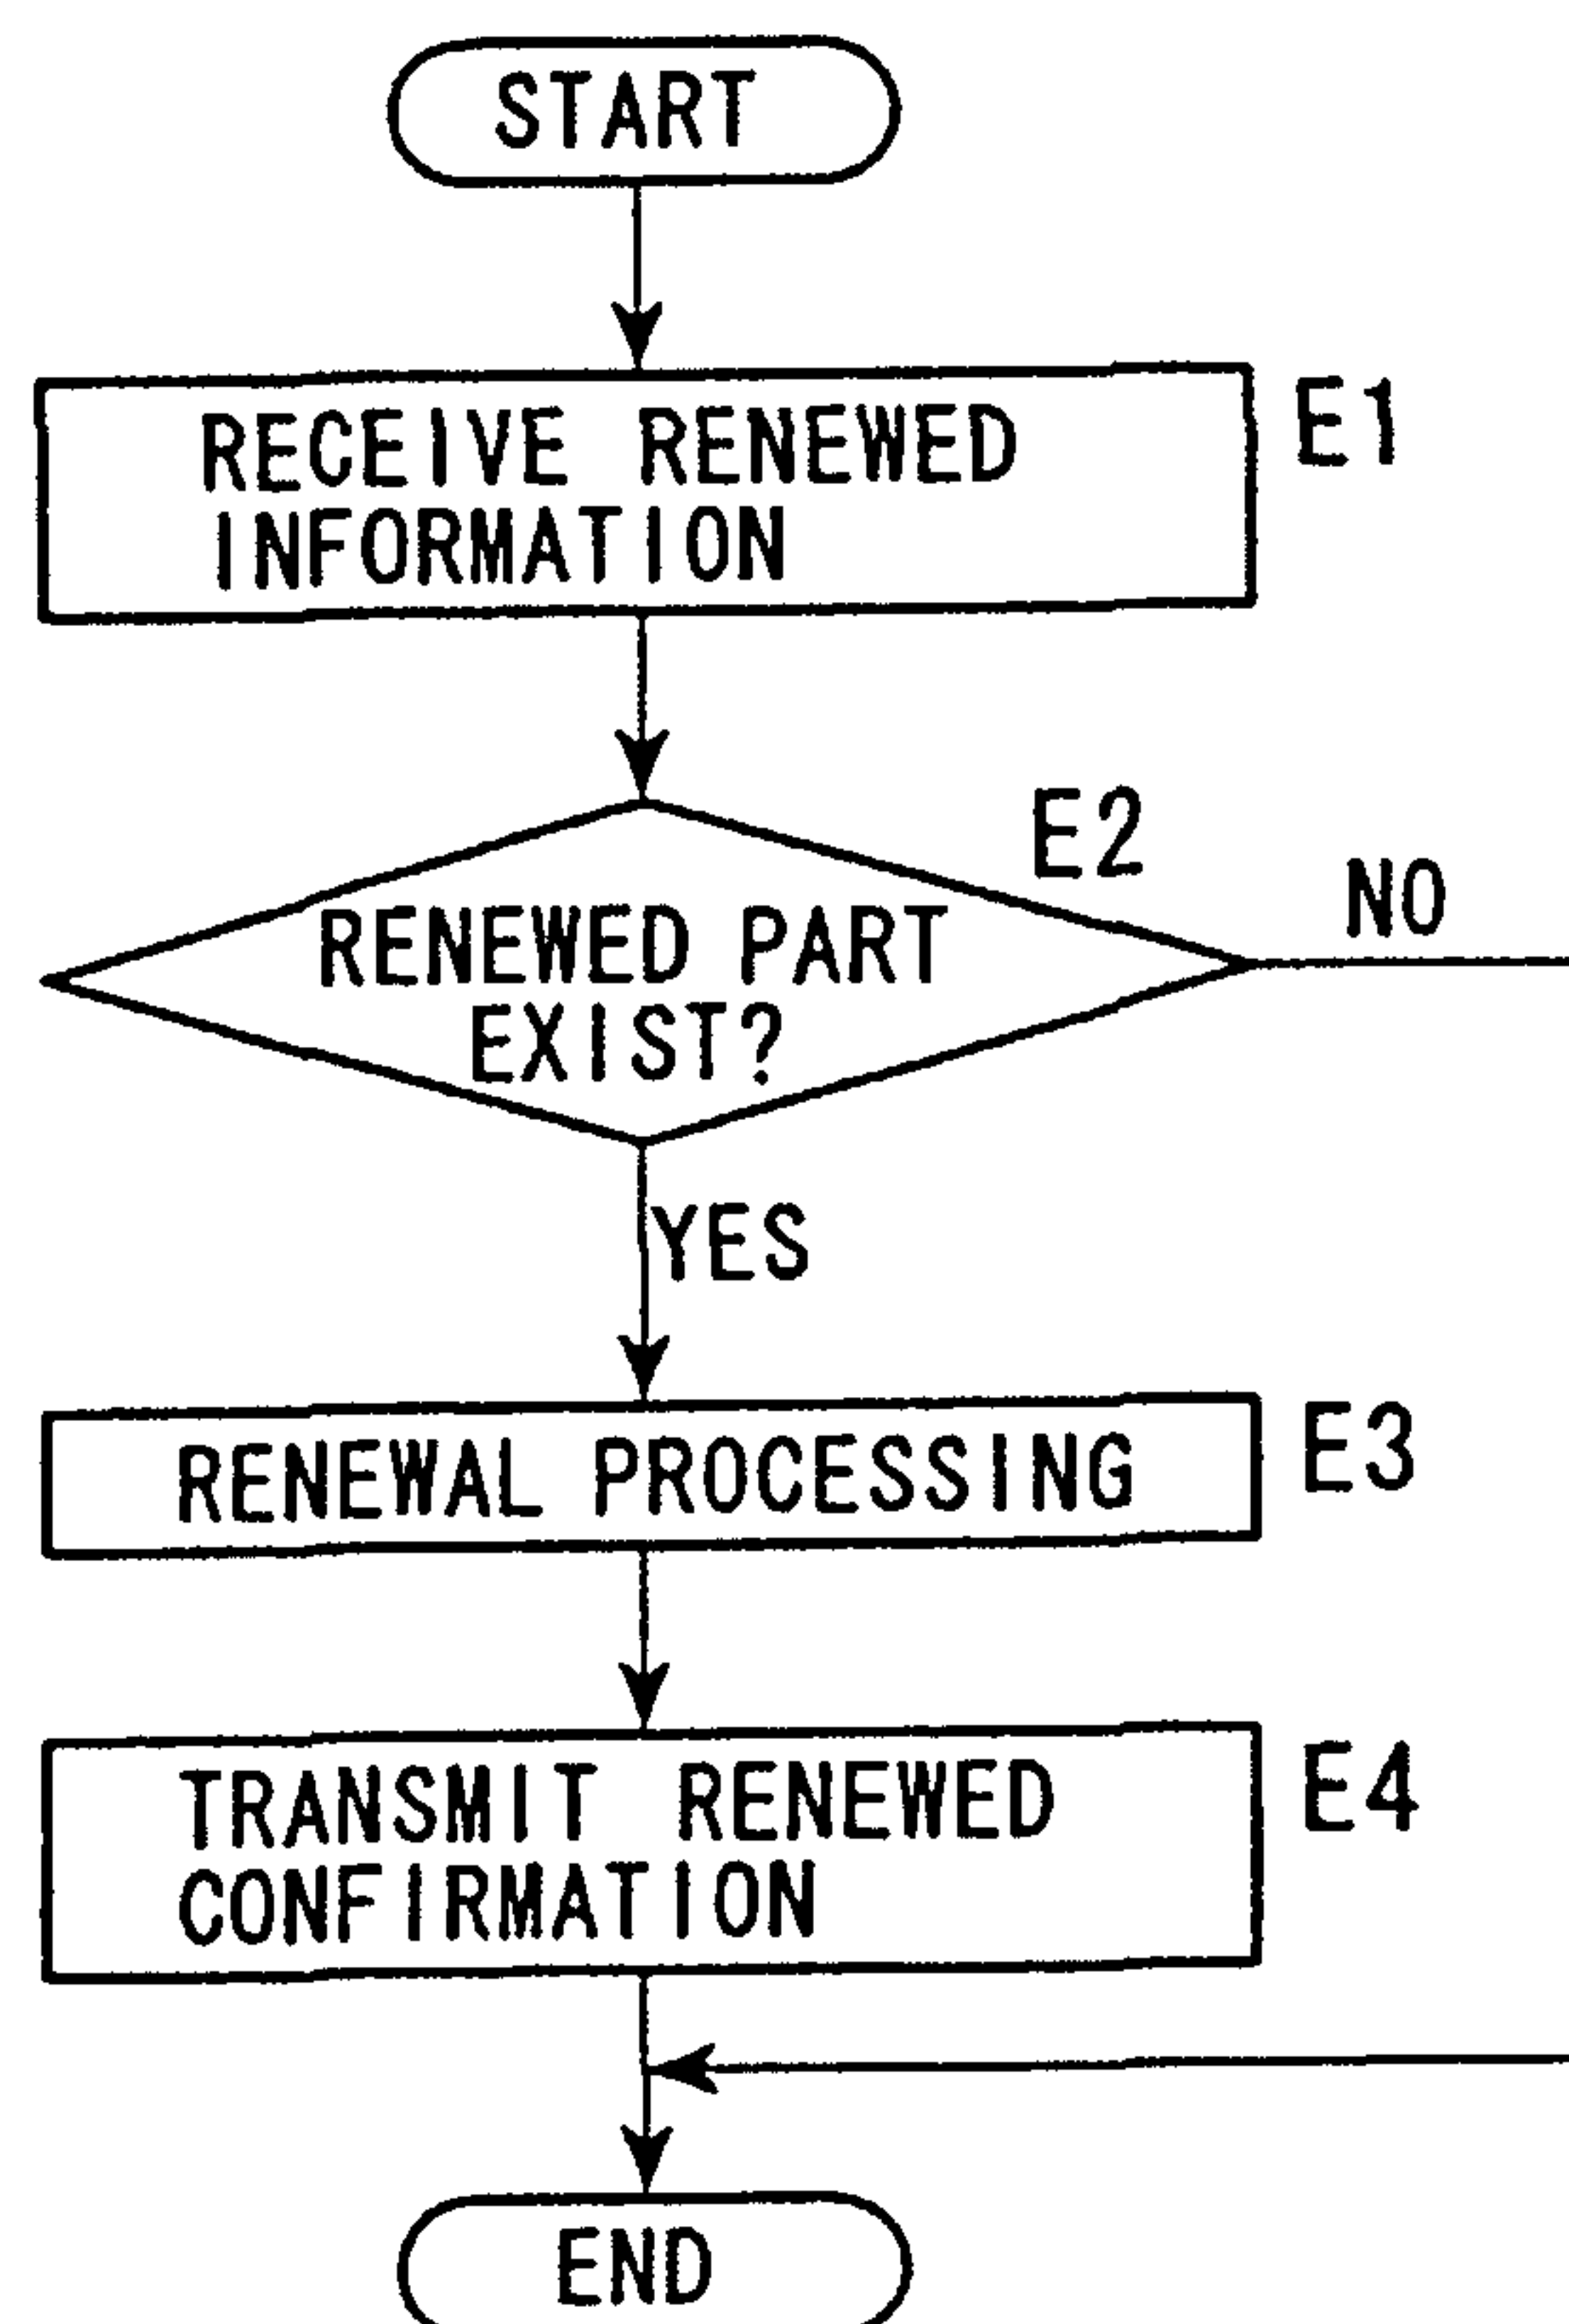 START
RECEIVE RENEWED
INFORMATION
E1
E2
NO
RENEWED PART
EXIST?
YES
RENEWAL PROCESSING
E3
TRANSMIT RENEWED
CONFIRMATION
E4
END